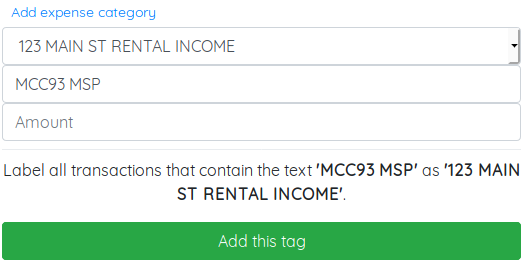 Add expense category
123 MAIN ST RENTAL INCOME
MCC93 MSP
Amount
Label all transactions that contain the text 'MCC93 MSP' as '123 MAIN
ST RENTAL INCOME'.
Add this tag